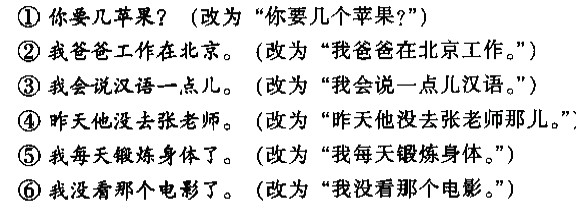 ① 你要几苹果？（改为“你要几个苹果?”）
② 我爸爸工作在北京。（改为“我爸爸在北京工作。”）
③ 我会说汉语一点儿。（改为“我会说一点儿汉语。”）
④ 昨天他没去张老师。（改为“昨天他没去张老师那儿。”）
⑤ 我每天锻炼身体了。（改为“我每天锻炼身体。”）
⑥ 我没看那个电影了。（改为“我没看那个电影。”）